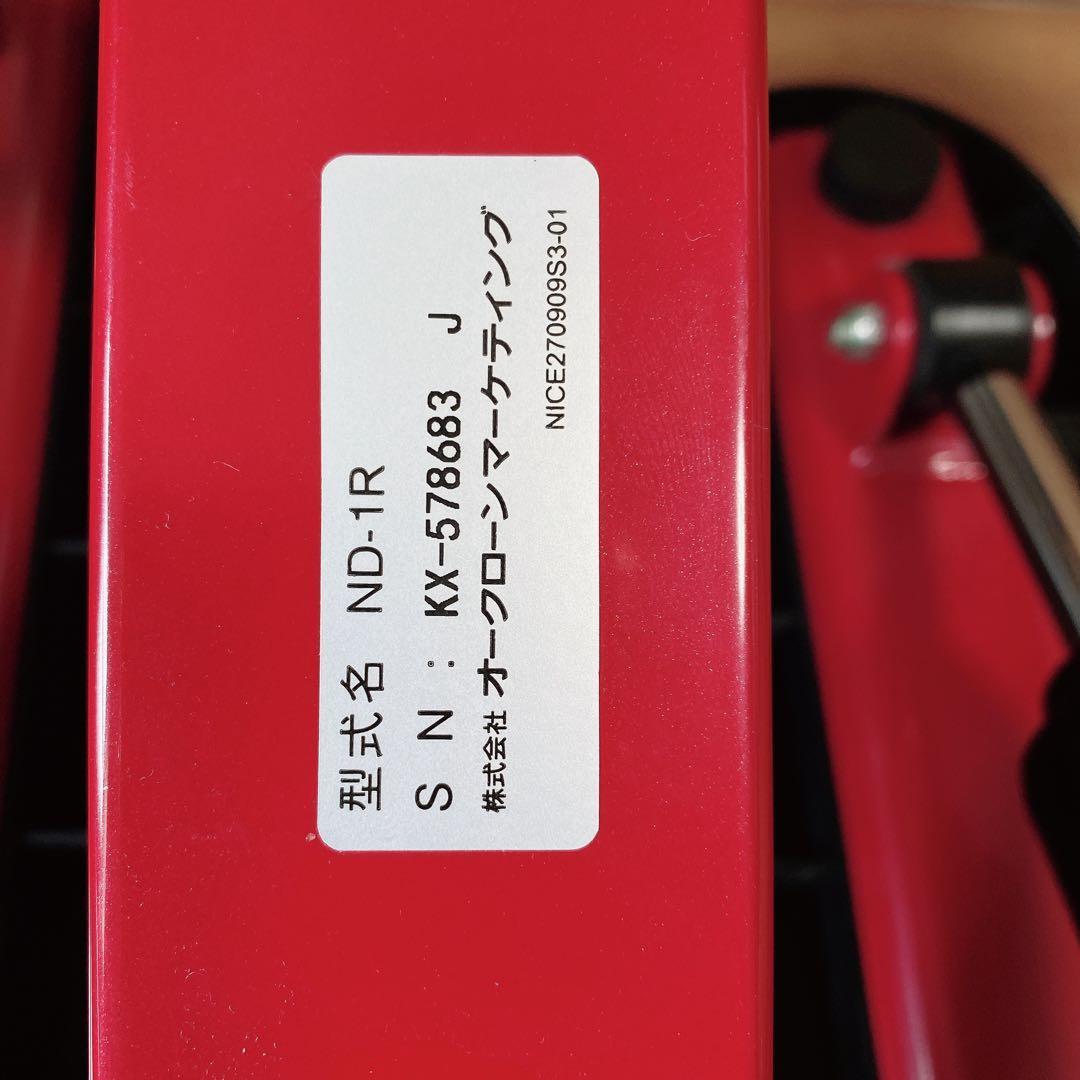 型式名 ND-1R
S N : KX-578683 J
株式会社 オークローンマーケティング
NICE270909S3-01